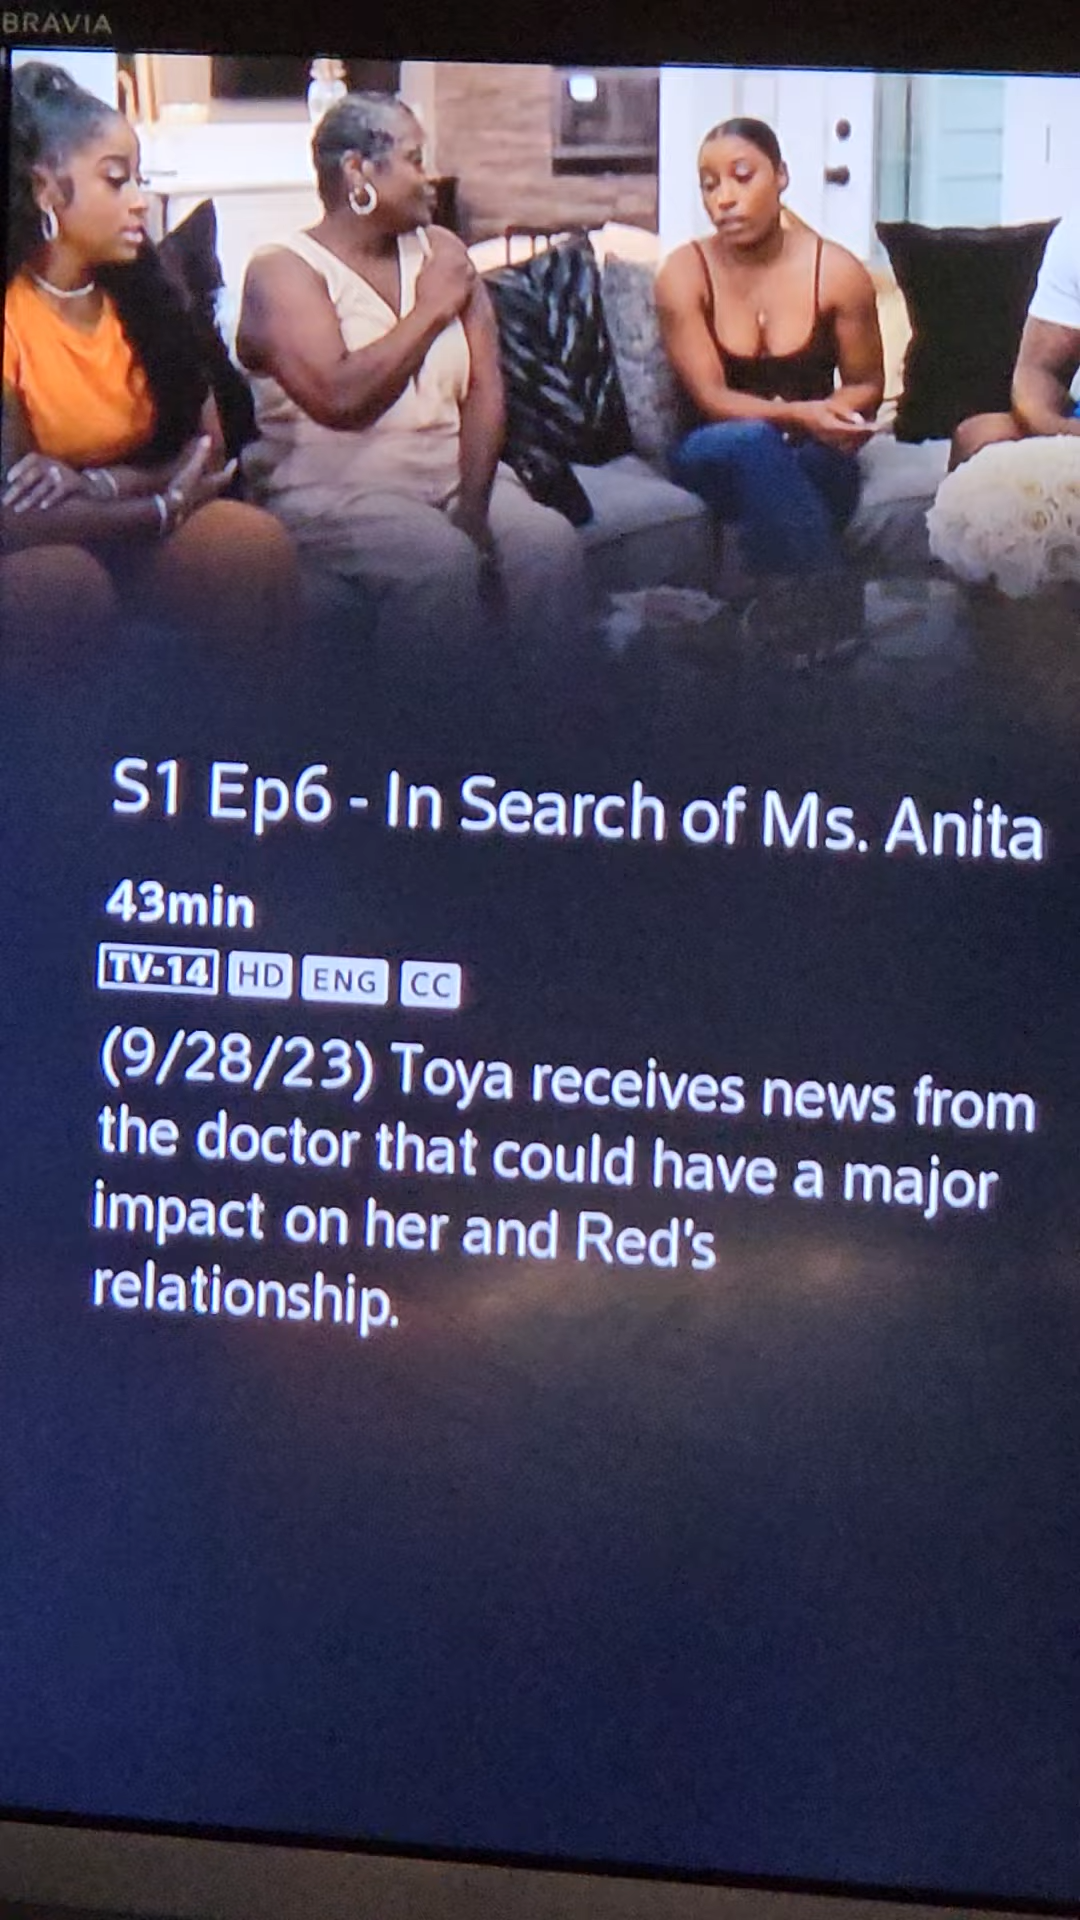 BRAVIA
S1 Ep6 - In Search of Ms. Anita
43min
TV-14 HD ENG CC
(9/28/23) Toya receives news from
the doctor that could have a major
impact on her and Red's
relationship.